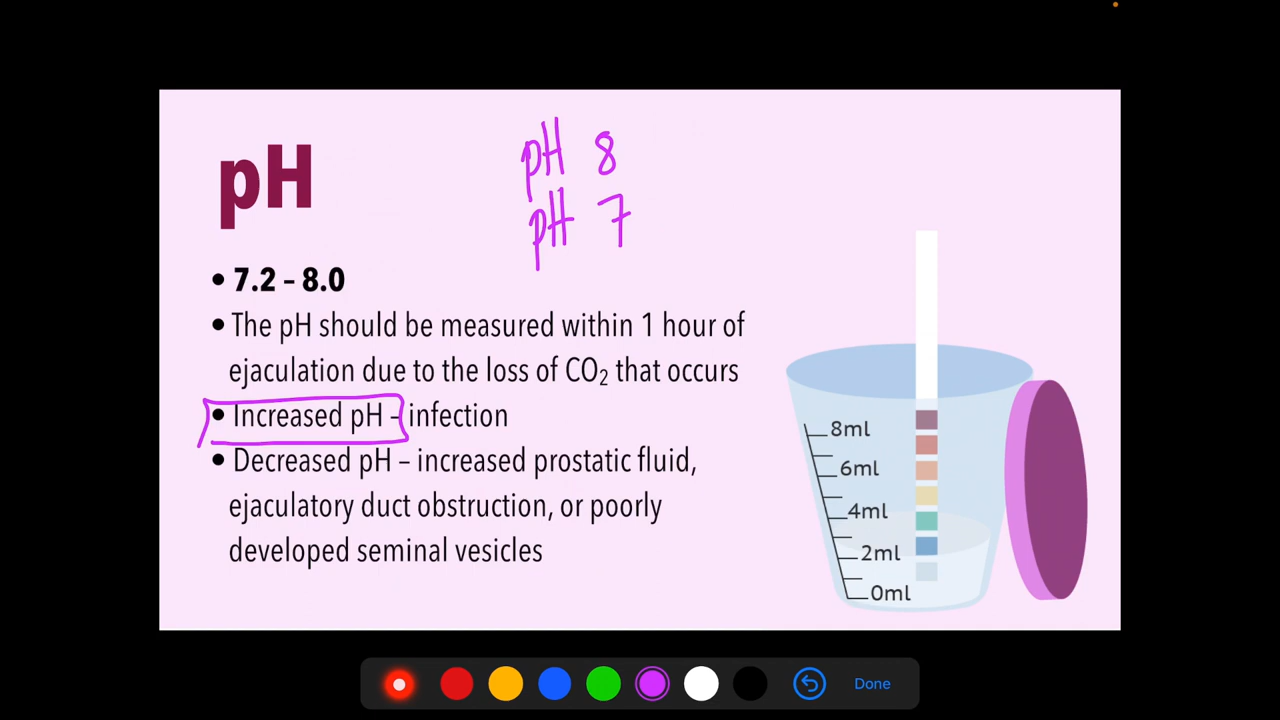 pH
pH 8
pH 7
• 7.2 – 8.0
• The pH should be measured within 1 hour of
ejaculation due to the loss of CO₂ that occurs
• Increased pH – infection
• Decreased pH – increased prostatic fluid,
ejaculatory duct obstruction, or poorly
developed seminal vesicles
8ml
6ml
4ml
2ml
0ml
Done